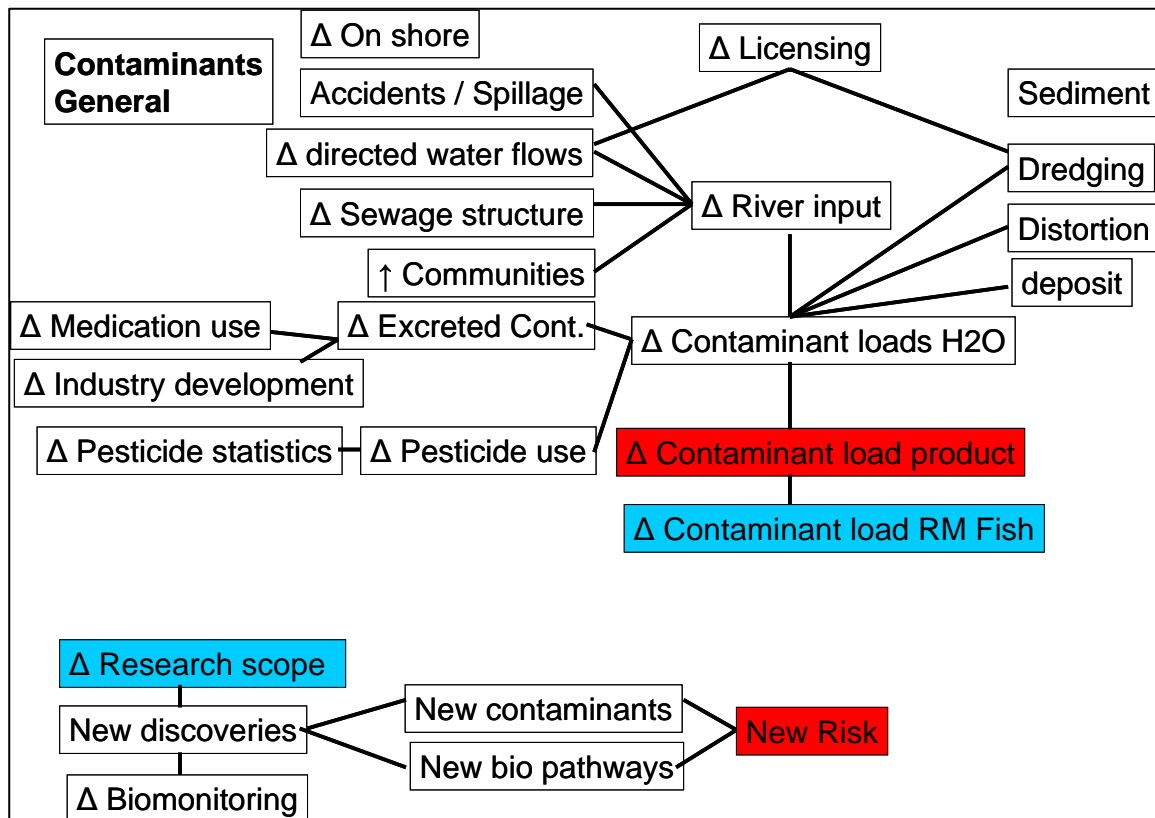 Δ On shore
Δ Licensing
Contaminants
General
Accidents / Spillage
Sediment
Δ directed water flows
Dredging
Δ Sewage structure
Δ River input
Distortion
↑ Communities
deposit
Δ Medication use
Δ Excreted Cont.
Δ Contaminant loads H2O
Δ Industry development
Δ Pesticide statistics
Δ Pesticide use
Δ Contaminant load product
Δ Contaminant load RM Fish
Δ Research scope
New discoveries
New contaminants
New Risk
New bio pathways
Δ Biomonitoring